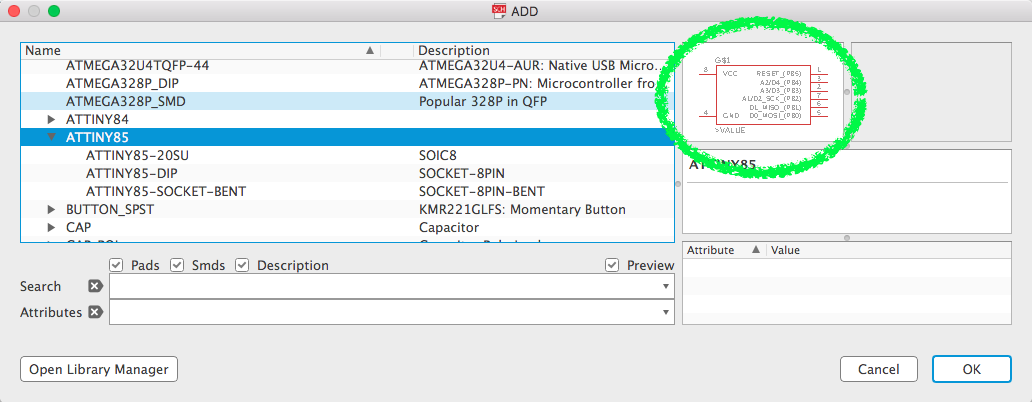 ADD
Name Description
ATMEGA32U4TQFP-44 ATMEGA32U4-AUR: Native USB Micro...
ATMEGA328P_DIP ATMEGA328P-PN: Microcontroller fro...
ATMEGA328P_SMD Popular 328P in QFP
ATTINY84
ATTINY85
ATTINY85-20SU SOIC8
ATTINY85-DIP SOCKET-8PIN
ATTINY85-SOCKET-BENT SOCKET-8PIN-BENT
BUTTON_SPST KMR221GLFS: Momentary Button
CAP Capacitor
G$1
8 VCC RESET_(PB5) 1
A2/D4_(PB4) 3
A3/D3_(PB3) 2
A1/D2_SCK_(PB2) 7
D1_MISO_(PB1) 6
4 GND D0_MOSI_(PB0) 5
>VALUE
ATTINY85
Attribute Value
Pads Smds Description Preview
Search
Attributes
Open Library Manager Cancel OK